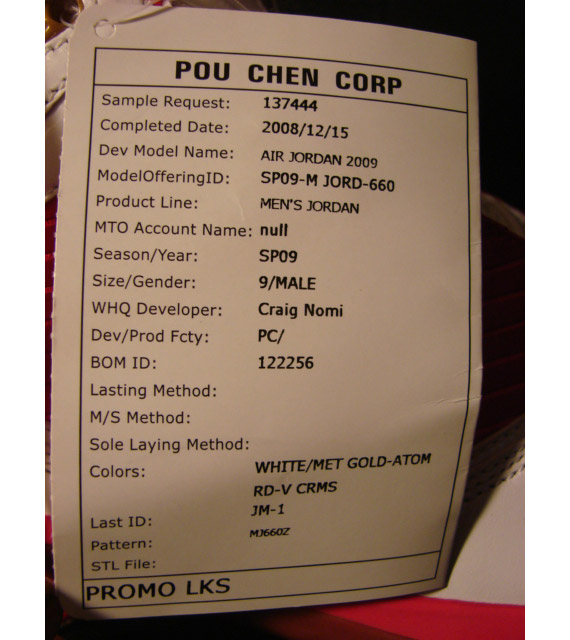 POU CHEN CORP
Sample Request: 137444
Completed Date: 2008/12/15
Dev Model Name: AIR JORDAN 2009
ModelOfferingID: SP09-M JORD-660
Product Line: MEN'S JORDAN
MTO Account Name: null
Season/Year: SP09
Size/Gender: 9/MALE
WHQ Developer: Craig Nomi
Dev/Prod Fcty: PC/
BOM ID: 122256
Lasting Method:
M/S Method:
Sole Laying Method:
Colors: WHITE/MET GOLD-ATOM
RD-V CRMS
Last ID: JM-1
Pattern: MJ660Z
STL File:
PROMO LKS